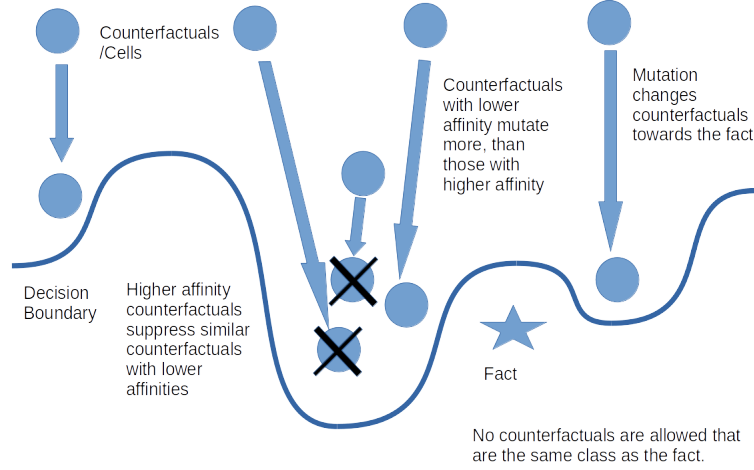 Counterfactuals
/Cells
Counterfactuals
with lower
affinity mutate
more, than
those with
higher affinity
Mutation
changes
counterfactuals
towards the fact
Decision
Boundary
Higher affinity
counterfactuals
suppress similar
counterfactuals
with lower
affinities
Fact
No counterfactuals are allowed that
are the same class as the fact.